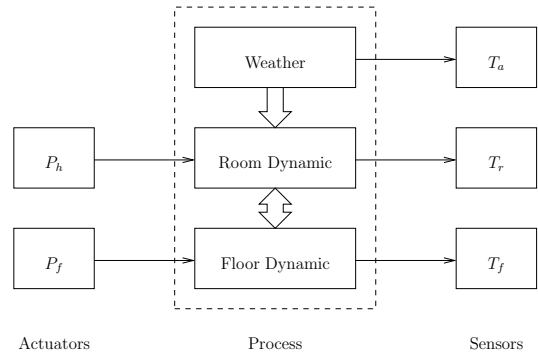 Weather
T_a
P_h
Room Dynamic
T_r
P_f
Floor Dynamic
T_f
Actuators
Process
Sensors